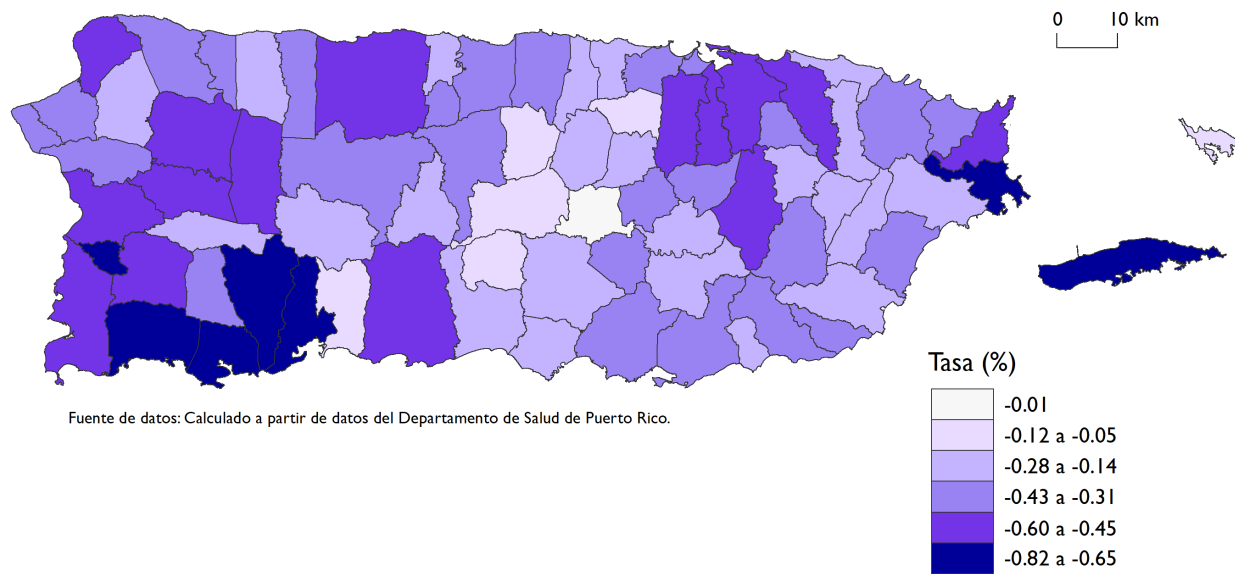 0 10 km
Tasa (%)
-0.01
-0.12 a -0.05
-0.28 a -0.14
-0.43 a -0.31
-0.60 a -0.45
-0.82 a -0.65
Fuente de datos: Calculado a partir de datos del Departamento de Salud de Puerto Rico.